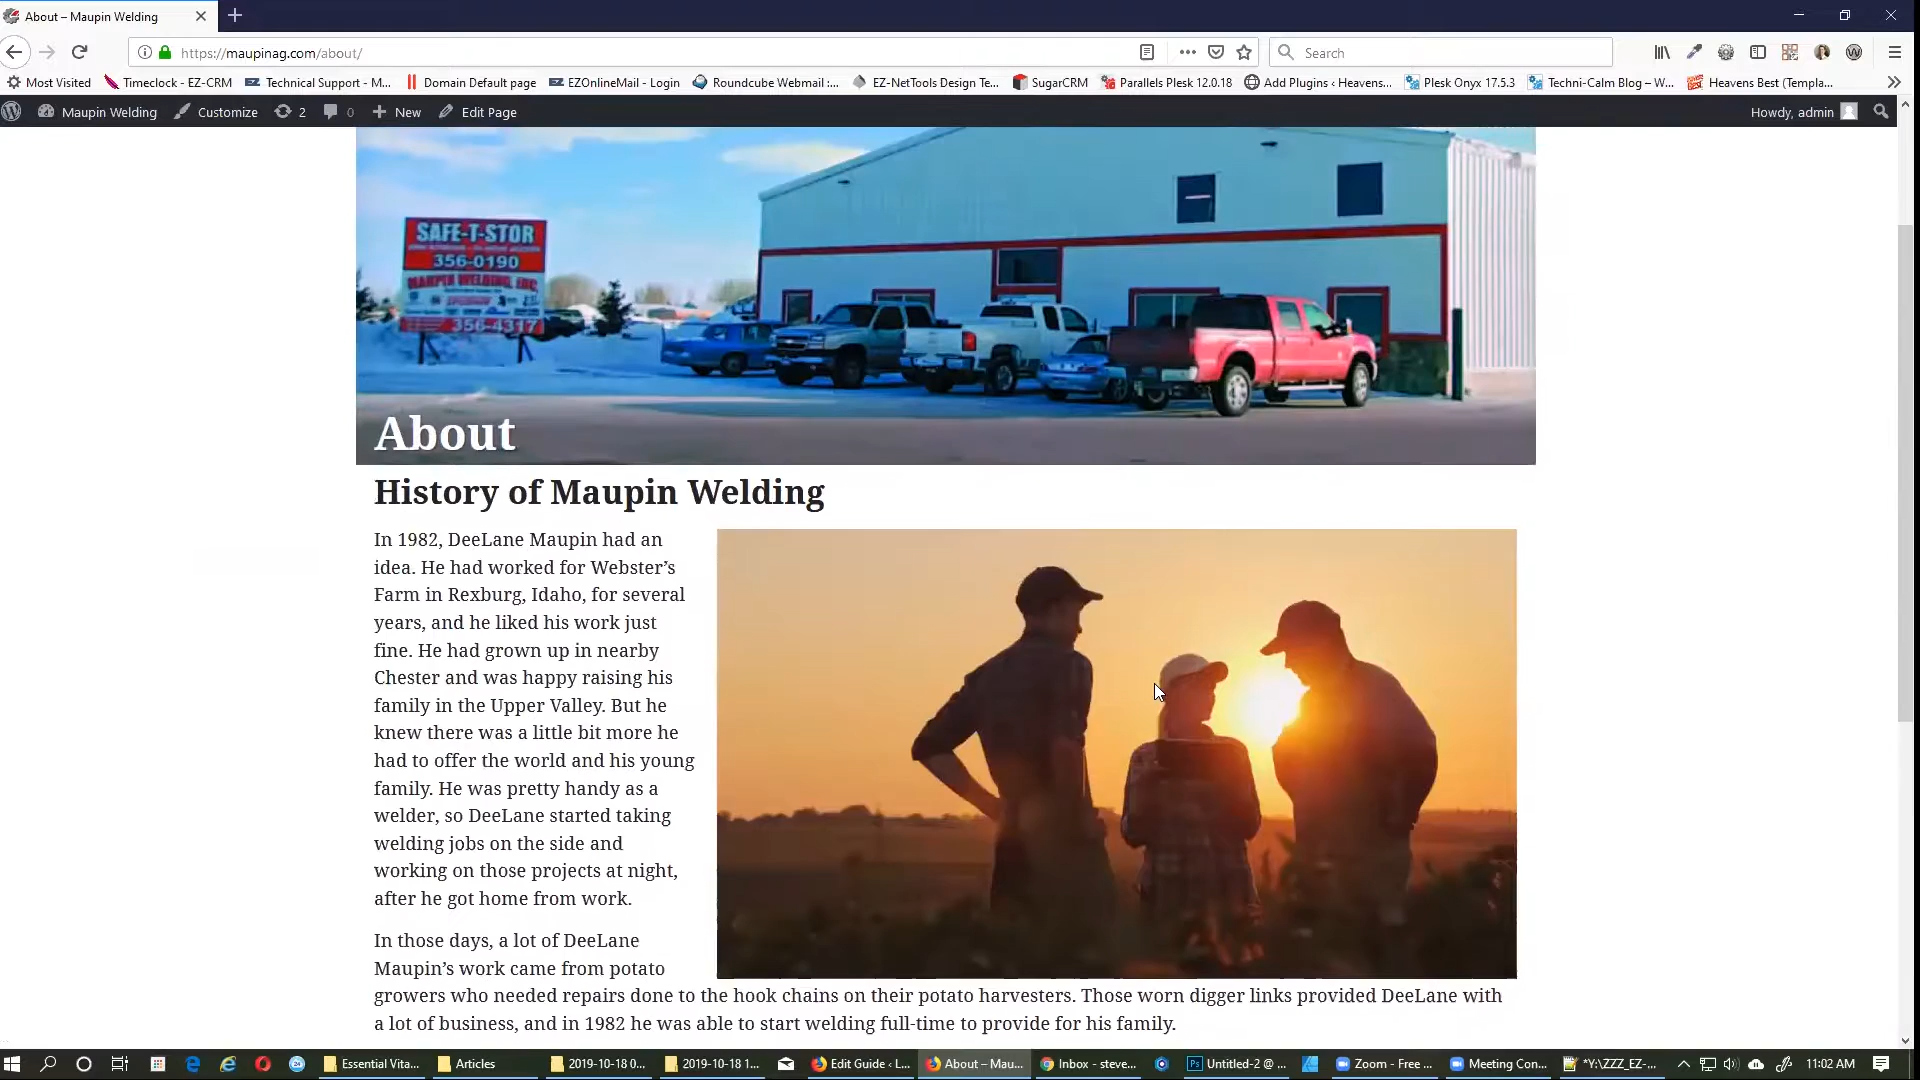 About – Maupin Welding
https://maupinag.com/about/
Search
Most Visited
Timeclock - EZ-CRM
Technical Support - M...
Domain Default page
EZOnlineMail - Login
Roundcube Webmail :...
EZ-NetTools Design Te...
SugarCRM
Parallels Plesk 12.0.18
Add Plugins ‹ Heavens...
Plesk Onyx 17.5.3
Techni-Calm Blog – W...
Heavens Best (Templa...
Maupin Welding
Customize
2
0
New
Edit Page
Howdy, admin
SAFE-T-STOR
356-0190
MAUPIN WELDING, INC.
356-4317
About
History of Maupin Welding
In 1982, DeeLane Maupin had an
idea. He had worked for Webster’s
Farm in Rexburg, Idaho, for several
years, and he liked his work just
fine. He had grown up in nearby
Chester and was happy raising his
family in the Upper Valley. But he
knew there was a little bit more he
had to offer the world and his young
family. He was pretty handy as a
welder, so DeeLane started taking
welding jobs on the side and
working on those projects at night,
after he got home from work.
In those days, a lot of DeeLane
Maupin’s work came from potato
growers who needed repairs done to the hook chains on their potato harvesters. Those worn digger links provided DeeLane with
a lot of business, and in 1982 he was able to start welding full-time to provide for his family.
Essential Vita...
Articles
2019-10-18 0...
2019-10-18 1...
Edit Guide ‹ L...
About – Mau...
Inbox - steve...
Untitled-2 @ ...
Zoom - Free ...
Meeting Con...
*Y:\ZZZ_EZ-...
11:02 AM